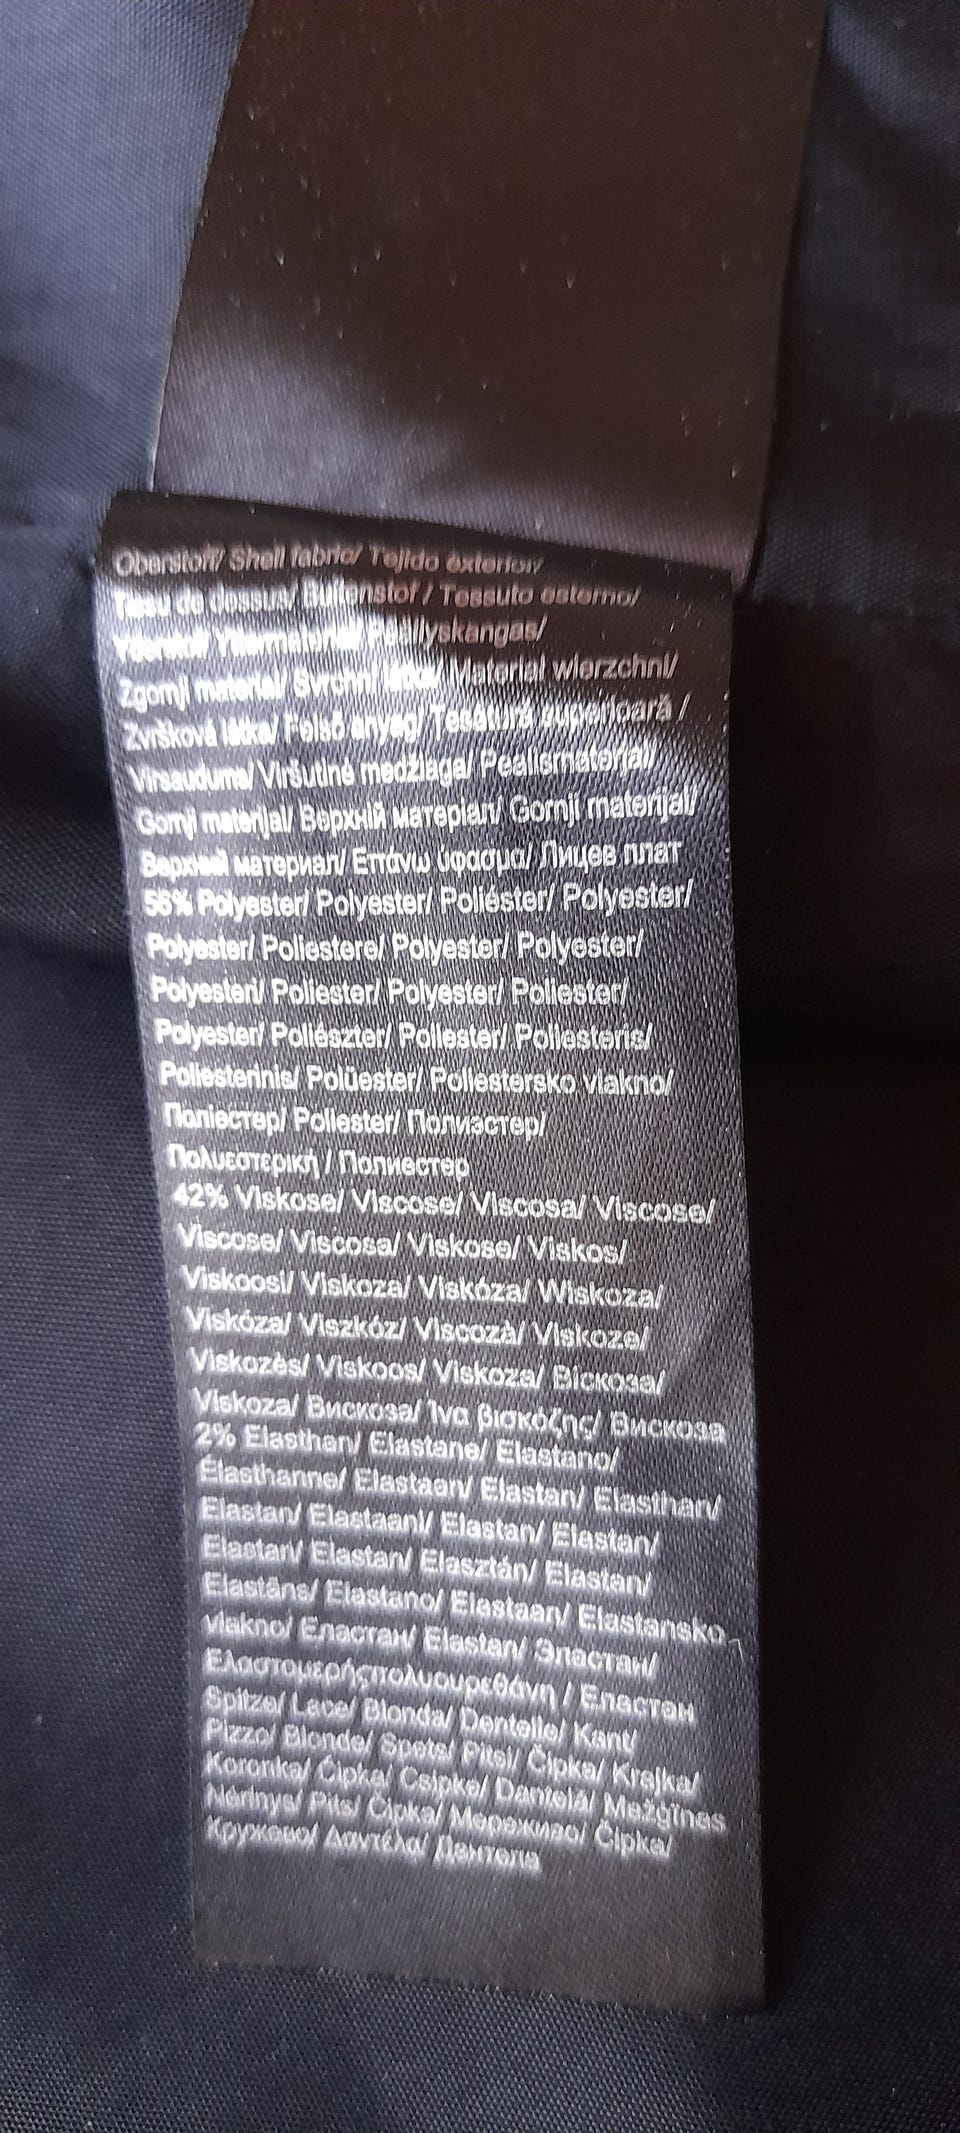 Oberstoff/ Shell fabric/ Tejido exterior/
Tissu de dessus/ Buitenstof / Tessuto esterno/
Yderstof/ Yttermaterial/ Päällyskangas/
Zgornji material/ Svrchní látka/ Materiał wierzchni/
Zvršková látka/ Felső anyag/ Ţesătură superioară /
Virsaudums/ Viršutinė medžiaga/ Pealismaterjal/
Gornji materijal/ Верхній матеріал/ Gornji materijal/
Верхний материал/ Επάνω ύφασμα/ Лицев плат
56% Polyester/ Polyester/ Poliéster/ Polyester/
Polyester/ Poliestere/ Polyester/ Polyester/
Polyesteri/ Poliester/ Polyester/ Poliester/
Polyester/ Poliészter/ Poliester/ Poliesteris/
Poliesterinis/ Polüester/ Poliestersko vlakno/
Поліестер/ Poliester/ Полиэстер/
Πολυεστερική / Полиестер
42% Viskose/ Viscose/ Viscosa/ Viscose/
Viscose/ Viscosa/ Viskose/ Viskos/
Viskoosi/ Viskoza/ Viskóza/ Wiskoza/
Viskóza/ Viszkóz/ Viscoză/ Viskoze/
Viskozès/ Viskoos/ Viskoza/ Віскоза/
Viskoza/ Вискоза/ Ίνα βισκόζης/ Вискоза
2% Elasthan/ Elastane/ Elastano/
Élasthanne/ Elastaan/ Elastan/ Elasthan/
Elastan/ Elastaani/ Elastan/ Elastan/
Elastan/ Elastan/ Elasztán/ Elastan/
Elastāns/ Elastano/ Elastaan/ Elastansko
vlakno/ Еластан/ Elastan/ Эластан/
Ελαστομερήςπολυουρεθάνη / Еластан
Spitze/ Lace/ Blonda/ Dentelle/ Kant/
Pizzo/ Blonde/ Spets/ Pitsi/ Čipka/ Krajka/
Koronka/ Čipka/ Csipke/ Dantelă/ Mežģīnes
Nėrinys/ Pits/ Čipka/ Мереживо/ Čipka/
Кружево/ Δαντέλα/ Дантела